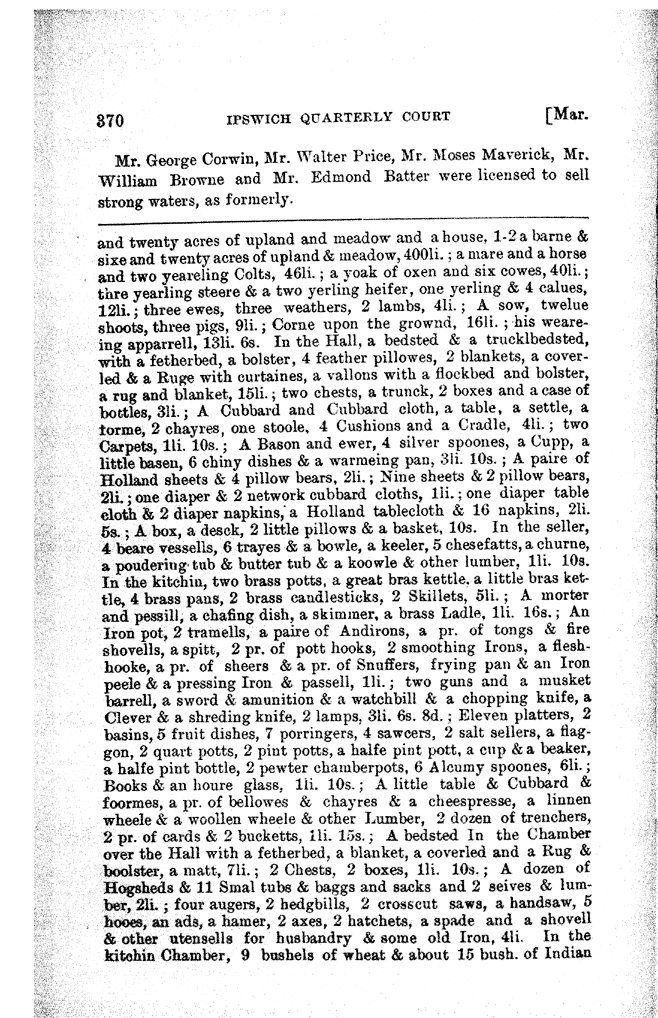 370 IPSWICH QUARTERLY COURT [Mar.
Mr. George Corwin, Mr. Walter Price, Mr. Moses Maverick, Mr.
William Browne and Mr. Edmond Batter were licensed to sell
strong waters, as formerly.
and twenty acres of upland and meadow and a house, 1-2 a barne &
sixe and twenty acres of upland & meadow, 400li. ; a mare and a horse
and two yeareling Colts, 46li. ; a yoak of oxen and six cowes, 40li. ;
thre yearling steere & a two yerling heifer, one yerling & 4 calues,
12li. ; three ewes, three weathers, 2 lambs, 4li. ; A sow, twelue
shoots, three pigs, 9li. ; Corne upon the grownd, 16li. ; his weare-
ing apparrell, 13li. 6s. In the Hall, a bedsted & a trucklbedsted,
with a fetherbed, a bolster, 4 feather pillowes, 2 blankets, a cover-
led & a Ruge with curtaines, a vallons with a flockbed and bolster,
a rug and blanket, 15li. ; two chests, a trunck, 2 boxes and a case of
bottles, 3li. ; A Cubbard and Cubbard cloth, a table, a settle, a
forme, 2 chayres, one stoole, 4 Cushions and a Cradle, 4li. ; two
Carpets, 1li. 10s. ; A Bason and ewer, 4 silver spoones, a Cupp, a
little basen, 6 chiny dishes & a warmeing pan, 3li. 10s. ; A paire of
Holland sheets & 4 pillow bears, 2li. ; Nine sheets & 2 pillow bears,
2li. ; one diaper & 2 network cubbard cloths, 1li. ; one diaper table
cloth & 2 diaper napkins, a Holland tablecloth & 16 napkins, 2li.
5s. ; A box, a desck, 2 little pillows & a basket, 10s. In the seller,
4 beare vessells, 6 trayes & a bowle, a keeler, 5 chesefatts, a churne,
a poudering tub & butter tub & a koowle & other lumber, 1li. 10s.
In the kitchin, two brass potts, a great bras kettle, a little bras ket-
tle, 4 brass pans, 2 brass candlesticks, 2 Skillets, 5li. ; A morter
and pessill, a chafing dish, a skimmer, a brass Ladle, 1li. 16s. ; An
Iron pot, 2 tramells, a paire of Andirons, a pr. of tongs & fire
shovells, a spitt, 2 pr. of pott hooks, 2 smoothing Irons, a flesh-
hooke, a pr. of sheers & a pr. of Snuffers, frying pan & an Iron
peele & a pressing Iron & passell, 1li. ; two guns and a musket
barrell, a sword & amunition & a watchbill & a chopping knife, a
Clever & a shreding knife, 2 lamps, 3li. 6s. 8d. ; Eleven platters, 2
basins, 5 fruit dishes, 7 porringers, 4 sawcers, 2 salt sellers, a flag-
gon, 2 quart potts, 2 pint potts, a halfe pint pott, a cup & a beaker,
a halfe pint bottle, 2 pewter chamberpots, 6 Alcumy spoones, 6li. ;
Books & an houre glass, 1li. 10s. ; A little table & Cubbard &
foormes, a pr. of bellowes & chayres & a cheespresse, a linnen
wheele & a woollen wheele & other Lumber, 2 dozen of trenchers,
2 pr. of cards & 2 bucketts, 1li. 15s. ; A bedsted In the Chamber
over the Hall with a fetherbed, a blanket, a coverled and a Rug &
boolster, a matt, 7li. ; 2 Chests, 2 boxes, 1li. 10s. ; A dozen of
Hogsheds & 11 Smal tubs & baggs and sacks and 2 seives & lum-
ber, 2li. ; four augers, 2 hedgbills, 2 crosscut saws, a handsaw, 5
hooes, an ads, a hamer, 2 axes, 2 hatchets, a spade and a shovell
& other utensells for husbandry & some old Iron, 4li. In the
kitchin Chamber, 9 bushels of wheat & about 15 bush. of Indian